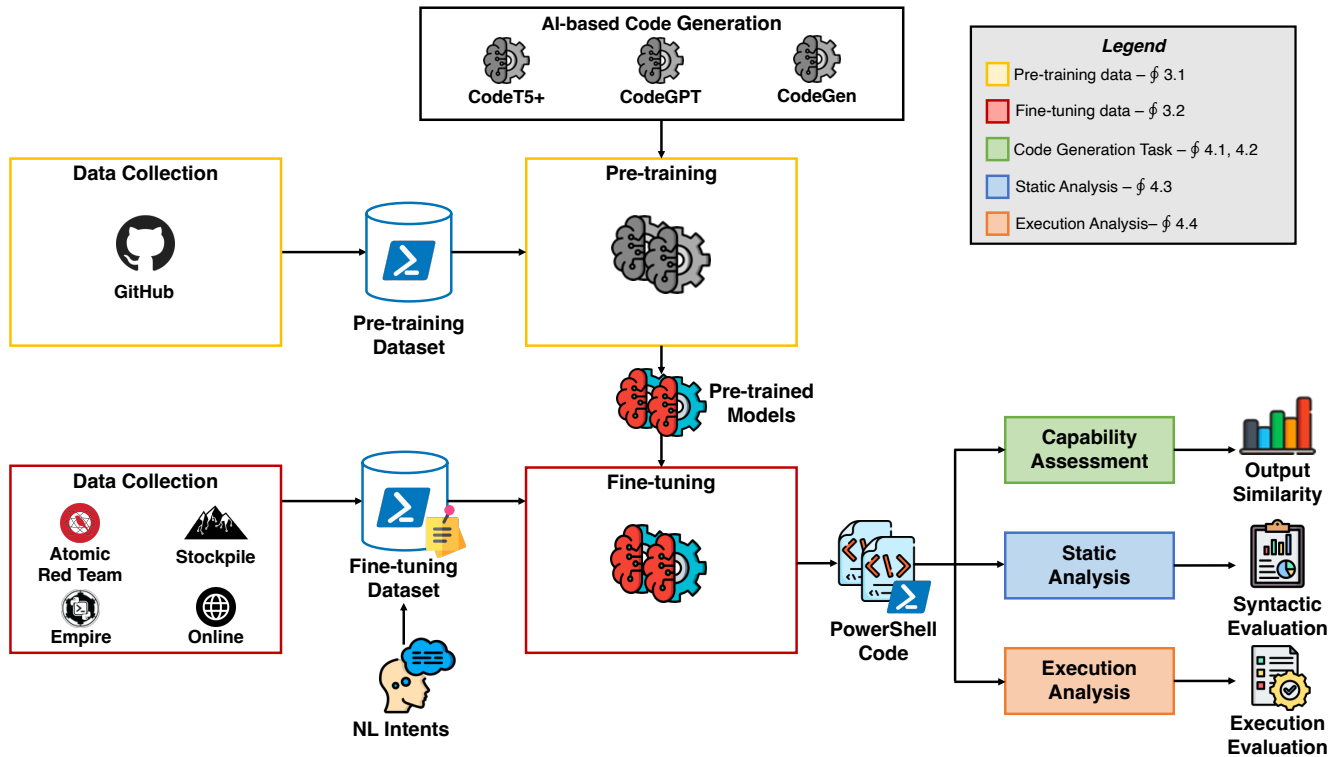 AI-based Code Generation
CodeT5+
CodeGPT
CodeGen
Legend
Pre-training data – ∮ 3.1
Fine-tuning data – ∮ 3.2
Code Generation Task – ∮ 4.1, 4.2
Static Analysis – ∮ 4.3
Execution Analysis– ∮ 4.4
Data Collection
GitHub
Pre-training
Dataset
Pre-training
Pre-trained
Models
Data Collection
Atomic
Red Team
Stockpile
Empire
Online
Fine-tuning
Dataset
NL Intents
Fine-tuning
PowerShell
Code
Capability
Assessment
Output
Similarity
Static
Analysis
Syntactic
Evaluation
Execution
Analysis
Execution
Evaluation